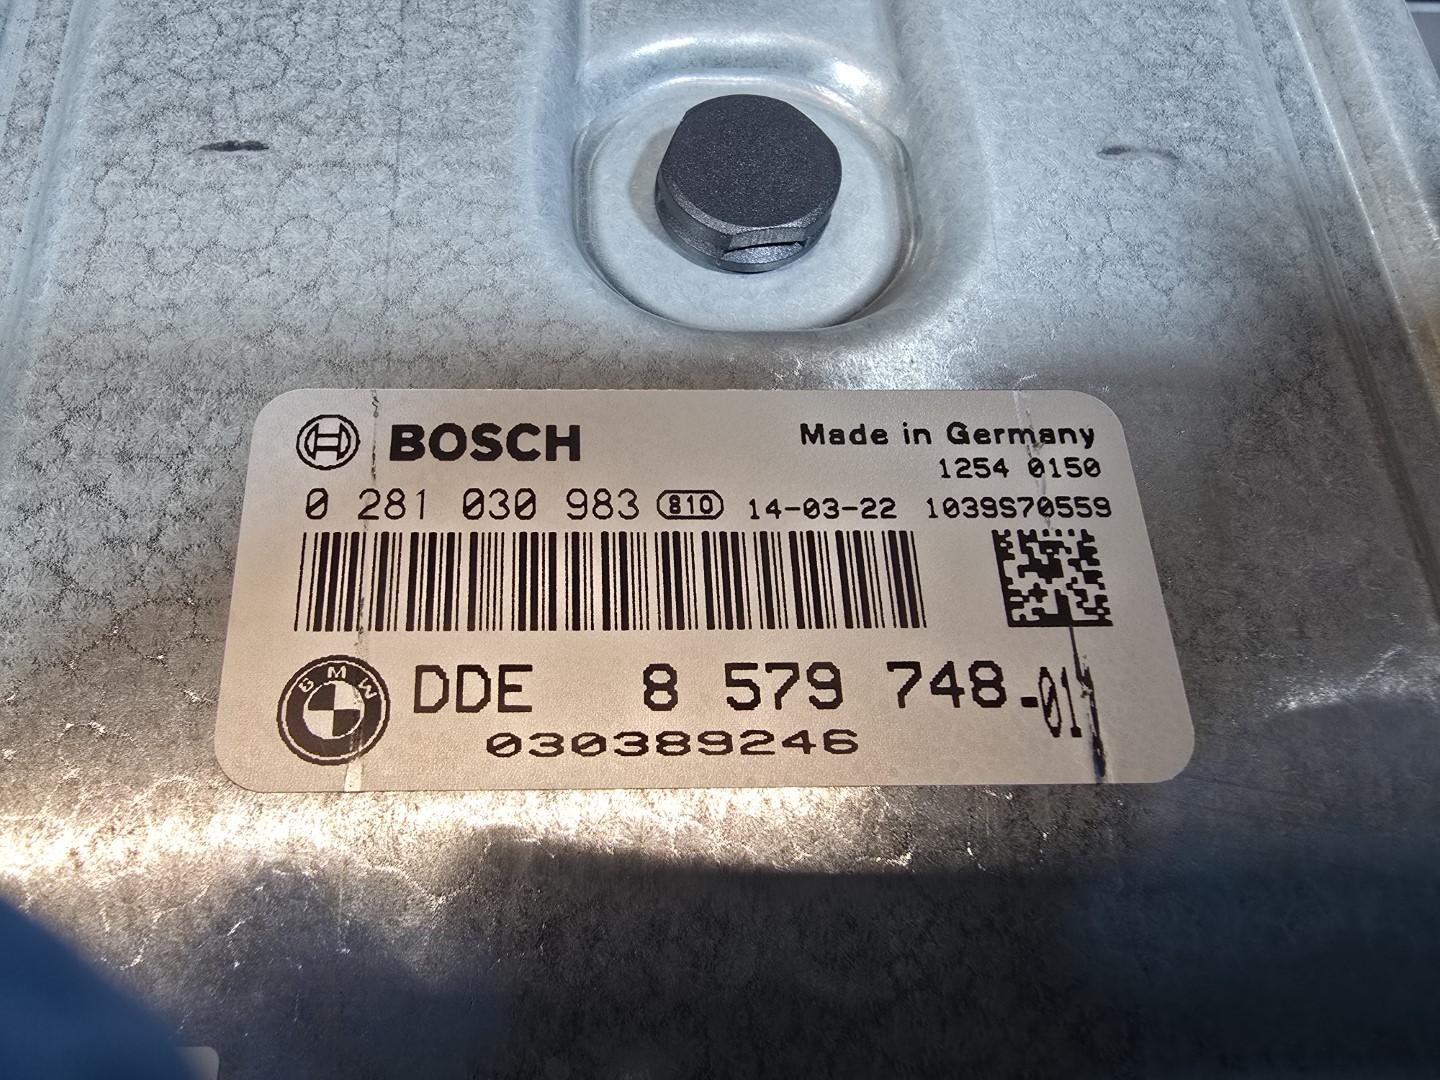 BOSCH
Made in Germany
1254 0150
0 281 030 983 810 14-03-22 1039S70559
BMW
DDE 8 579 748.-01
030389246